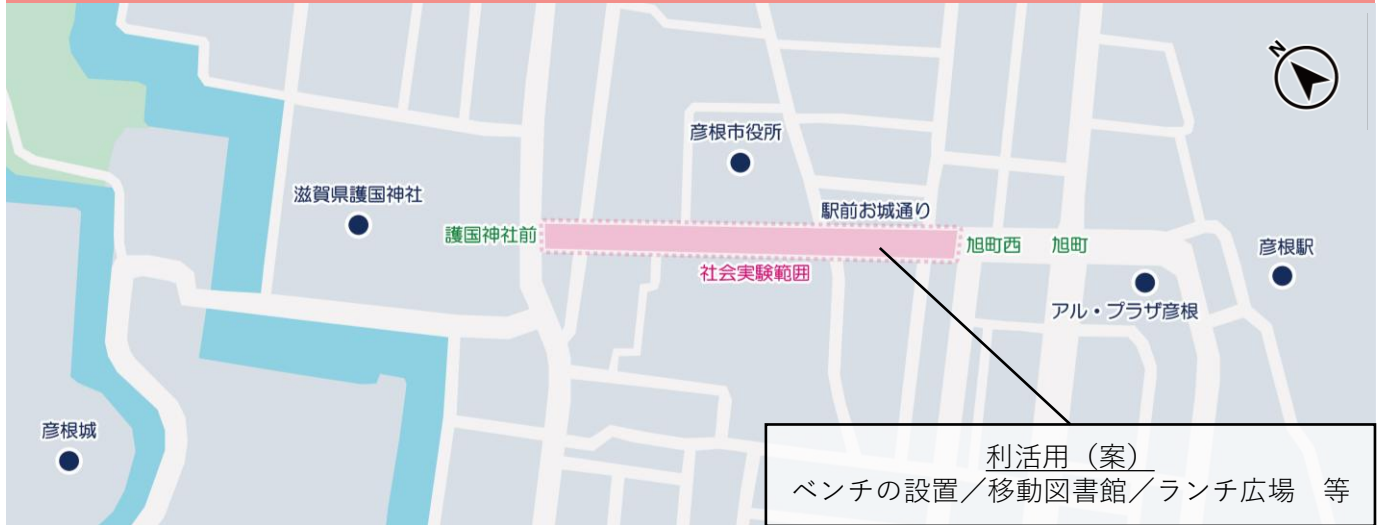 N
彦根市役所
滋賀県護国神社
駅前お城通り
護国神社前
旭町西
旭町
彦根駅
社会実験範囲
アル・プラザ彦根
彦根城
利活用（案）
ベンチの設置／移動図書館／ランチ広場　等